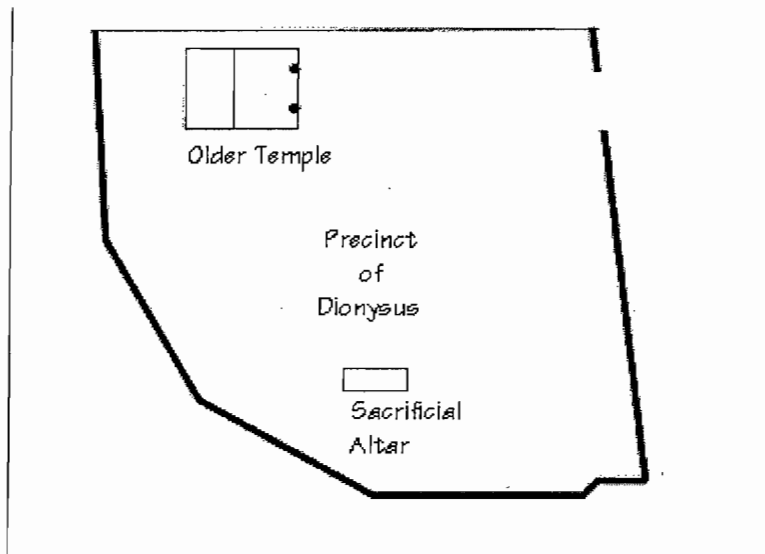 Older Temple
Precinct
of
Dionysus
Sacrificial
Altar